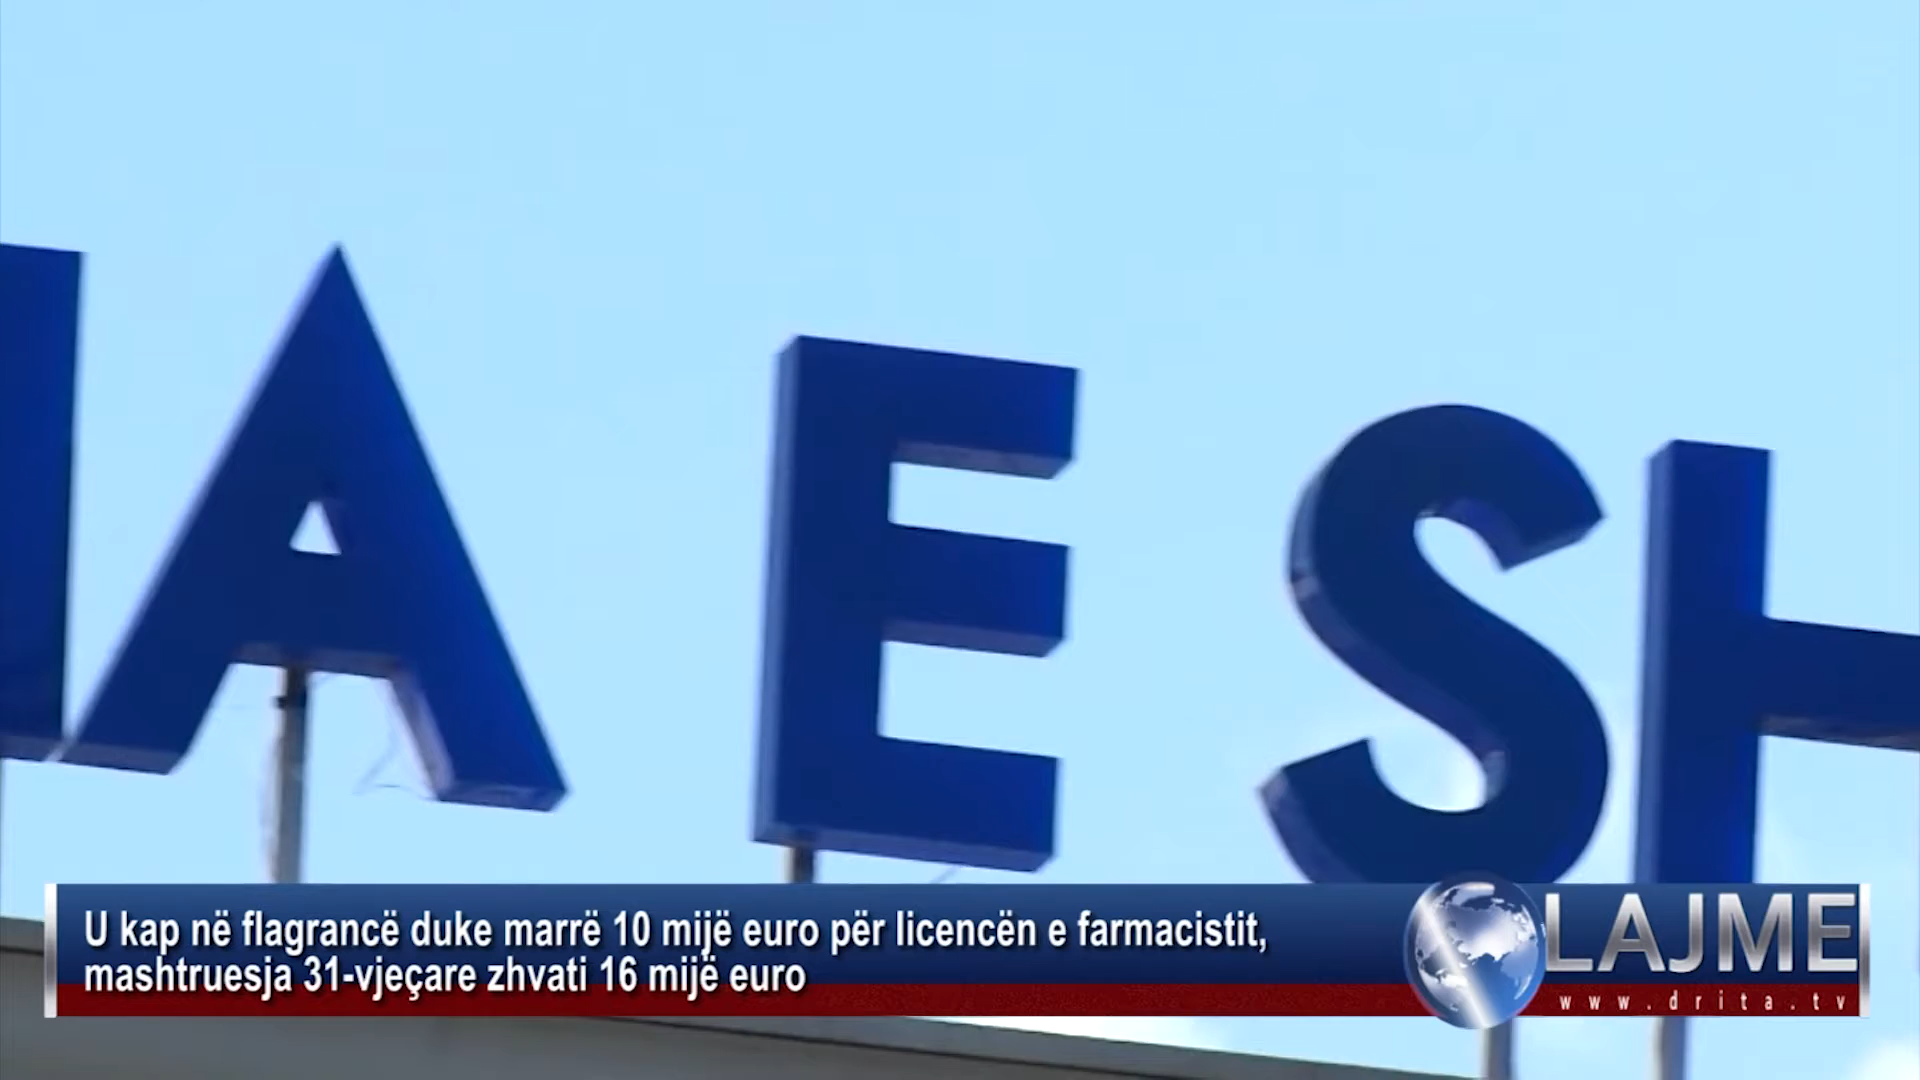 A E SH
U kap në flagrancë duke marrë 10 mijë euro për licencën e farmacistit,
mashtruesja 31-vjeçare zhvati 16 mijë euro
LAJME
www.drita.tv